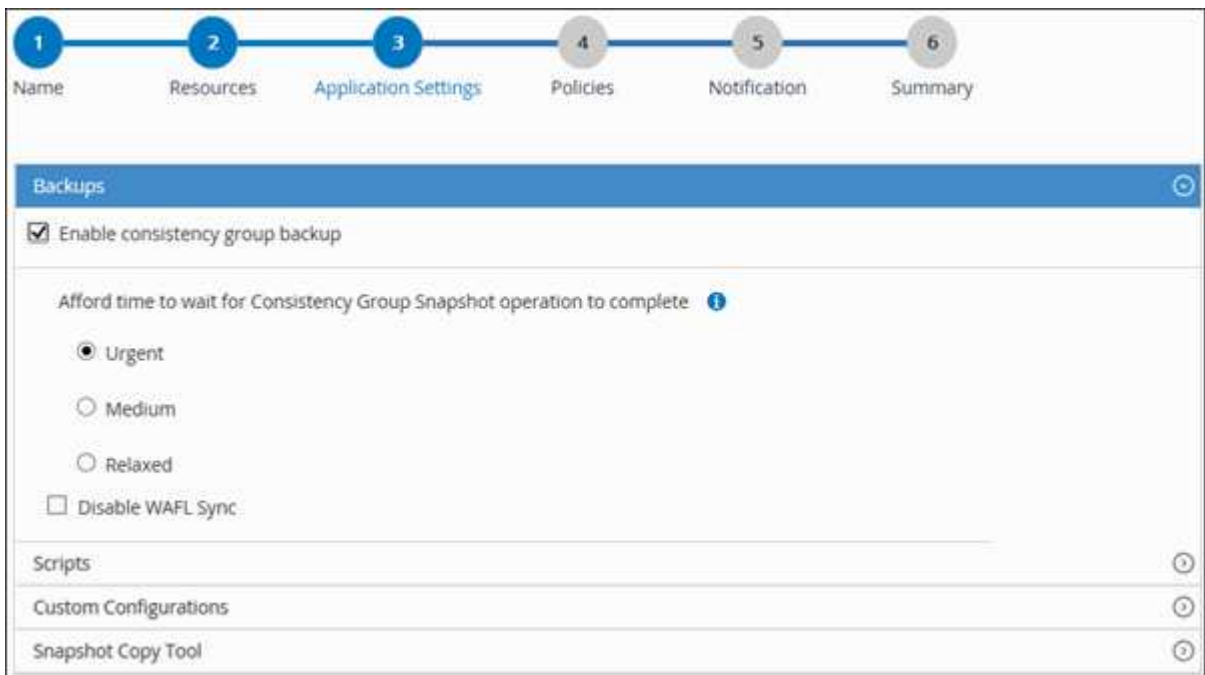 1 2 3 4 5 6
Name Resources Application Settings Policies Notification Summary
Backups
Enable consistency group backup
Afford time to wait for Consistency Group Snapshot operation to complete
Urgent
Medium
Relaxed
Disable WAFL Sync
Scripts
Custom Configurations
Snapshot Copy Tool